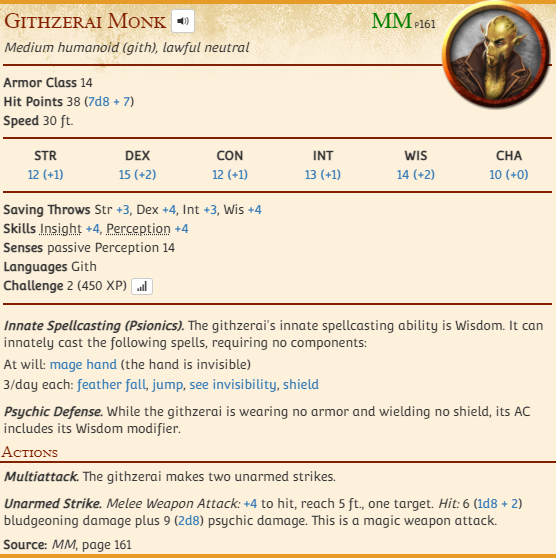 Githzerai Monk MM P161
Medium humanoid (gith), lawful neutral
Armor Class 14
Hit Points 38 (7d8 + 7)
Speed 30 ft.
STR DEX CON INT WIS CHA
12 (+1) 15 (+2) 12 (+1) 13 (+1) 14 (+2) 10 (+0)
Saving Throws Str +3, Dex +4, Int +3, Wis +4
Skills Insight +4, Perception +4
Senses passive Perception 14
Languages Gith
Challenge 2 (450 XP)
Innate Spellcasting (Psionics). The githzerai's innate spellcasting ability is Wisdom. It can
innately cast the following spells, requiring no components:
At will: mage hand (the hand is invisible)
3/day each: feather fall, jump, see invisibility, shield
Psychic Defense. While the githzerai is wearing no armor and wielding no shield, its AC
includes its Wisdom modifier.
Actions
Multiattack. The githzerai makes two unarmed strikes.
Unarmed Strike. Melee Weapon Attack: +4 to hit, reach 5 ft., one target. Hit: 6 (1d8 + 2)
bludgeoning damage plus 9 (2d8) psychic damage. This is a magic weapon attack.
Source: MM, page 161